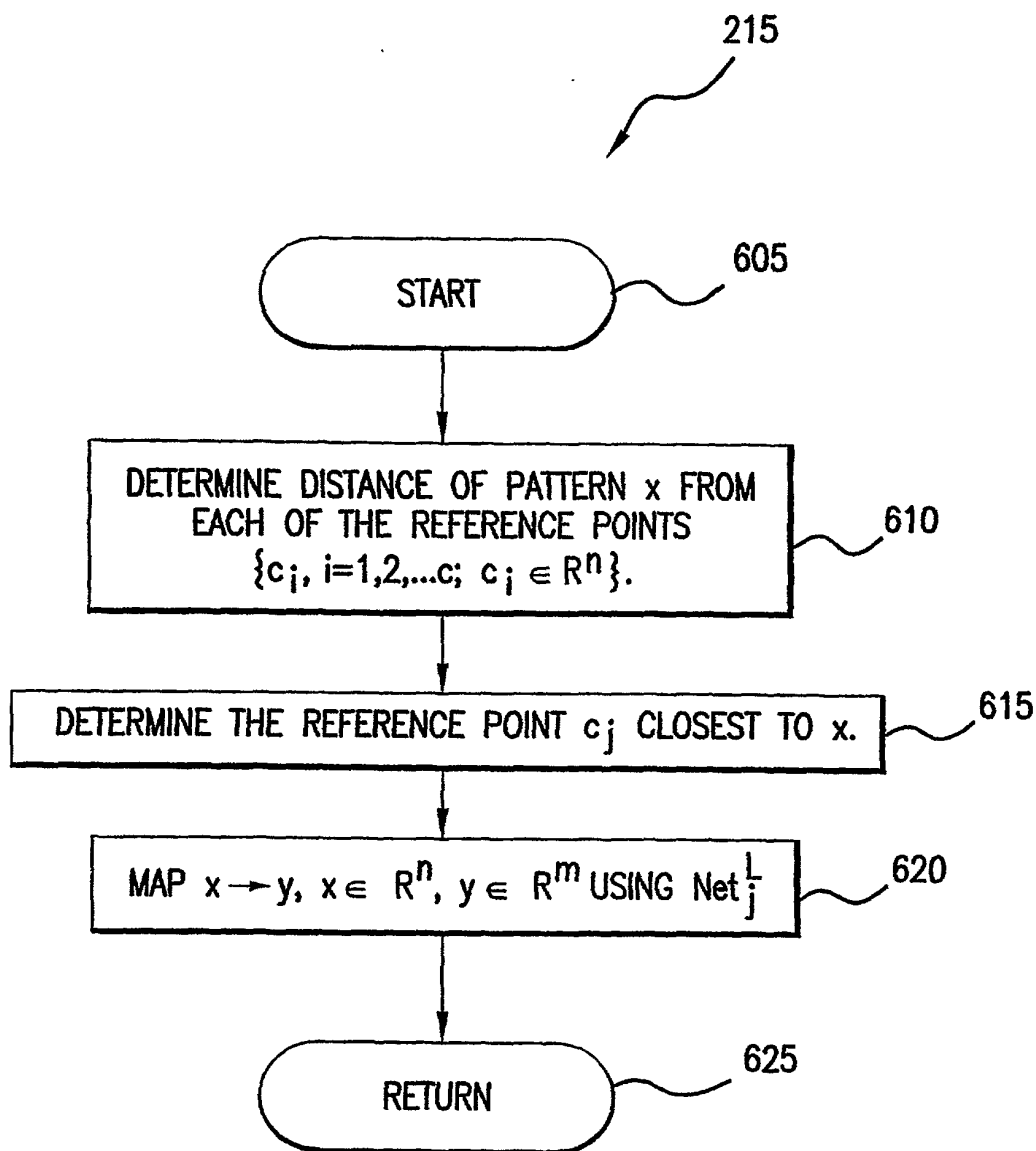 215
START
605
DETERMINE DISTANCE OF PATTERN x FROM
EACH OF THE REFERENCE POINTS
{c_i, i=1,2,...c; c_i ∈ R^n}.
610
DETERMINE THE REFERENCE POINT c_j CLOSEST TO x.
615
MAP x→y, x∈ R^n, y∈ R^m USING Net_j^L
620
RETURN
625